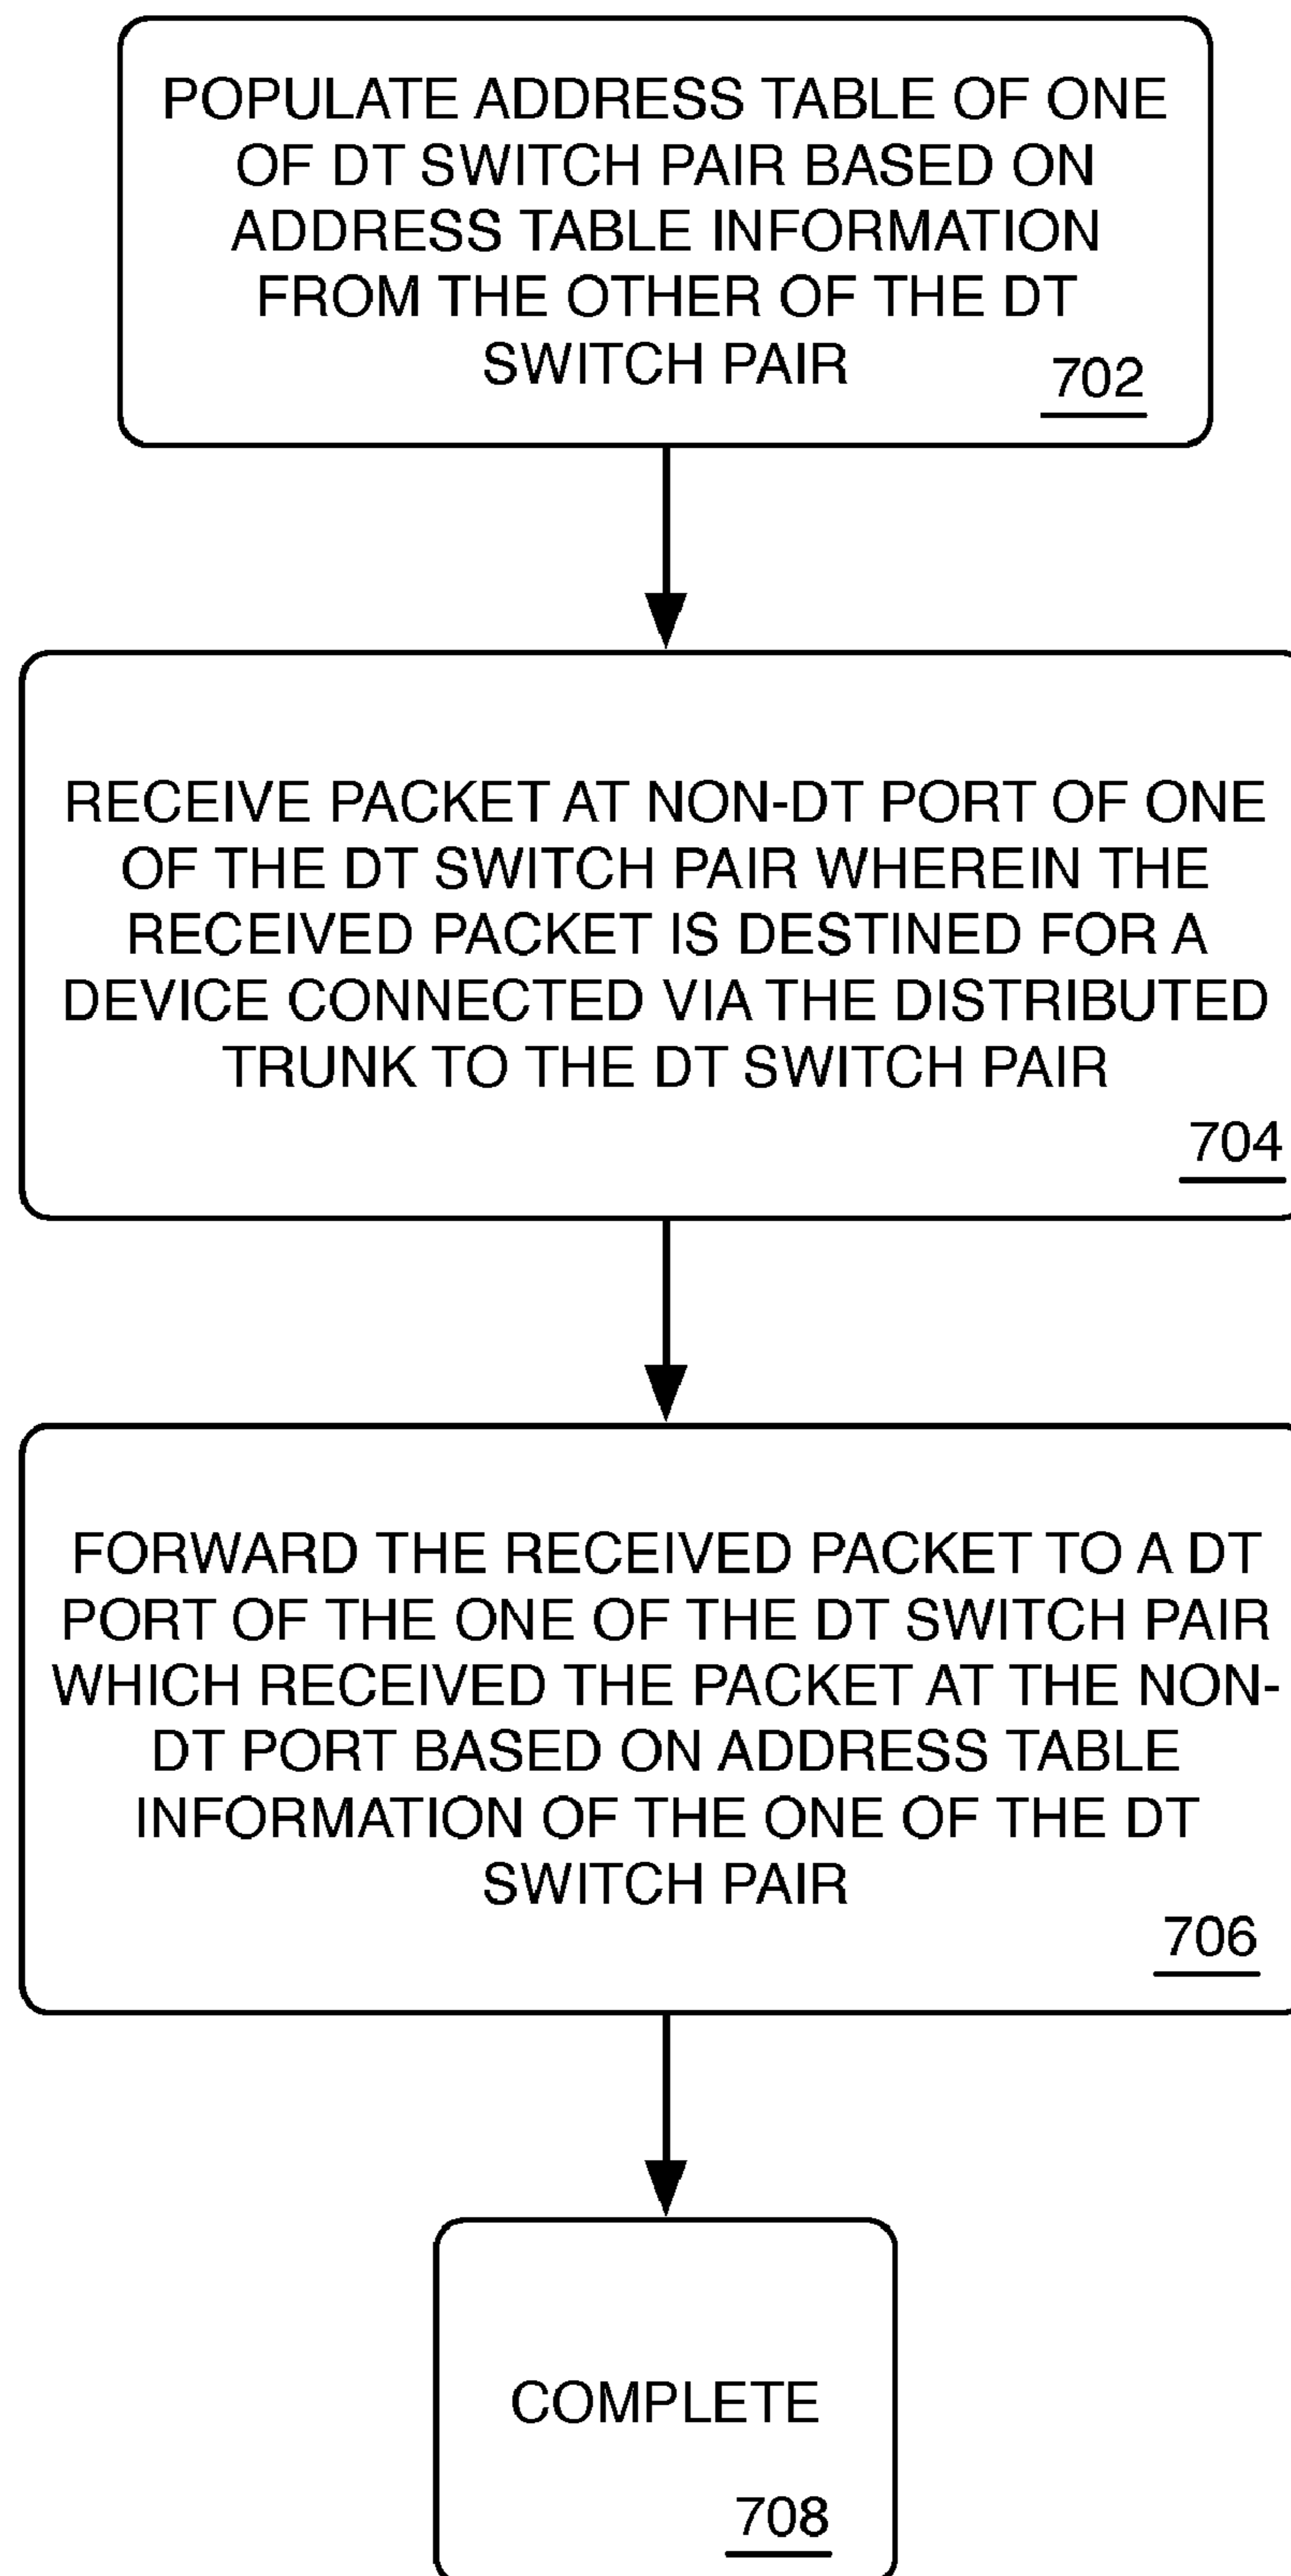 POPULATE ADDRESS TABLE OF ONE
OF DT SWITCH PAIR BASED ON
ADDRESS TABLE INFORMATION
FROM THE OTHER OF THE DT
SWITCH PAIR
702
RECEIVE PACKET AT NON-DT PORT OF ONE
OF THE DT SWITCH PAIR WHEREIN THE
RECEIVED PACKET IS DESTINED FOR A
DEVICE CONNECTED VIA THE DISTRIBUTED
TRUNK TO THE DT SWITCH PAIR
704
FORWARD THE RECEIVED PACKET TO A DT
PORT OF THE ONE OF THE DT SWITCH PAIR
WHICH RECEIVED THE PACKET AT THE NON-
DT PORT BASED ON ADDRESS TABLE
INFORMATION OF THE ONE OF THE DT
SWITCH PAIR
706
COMPLETE
708